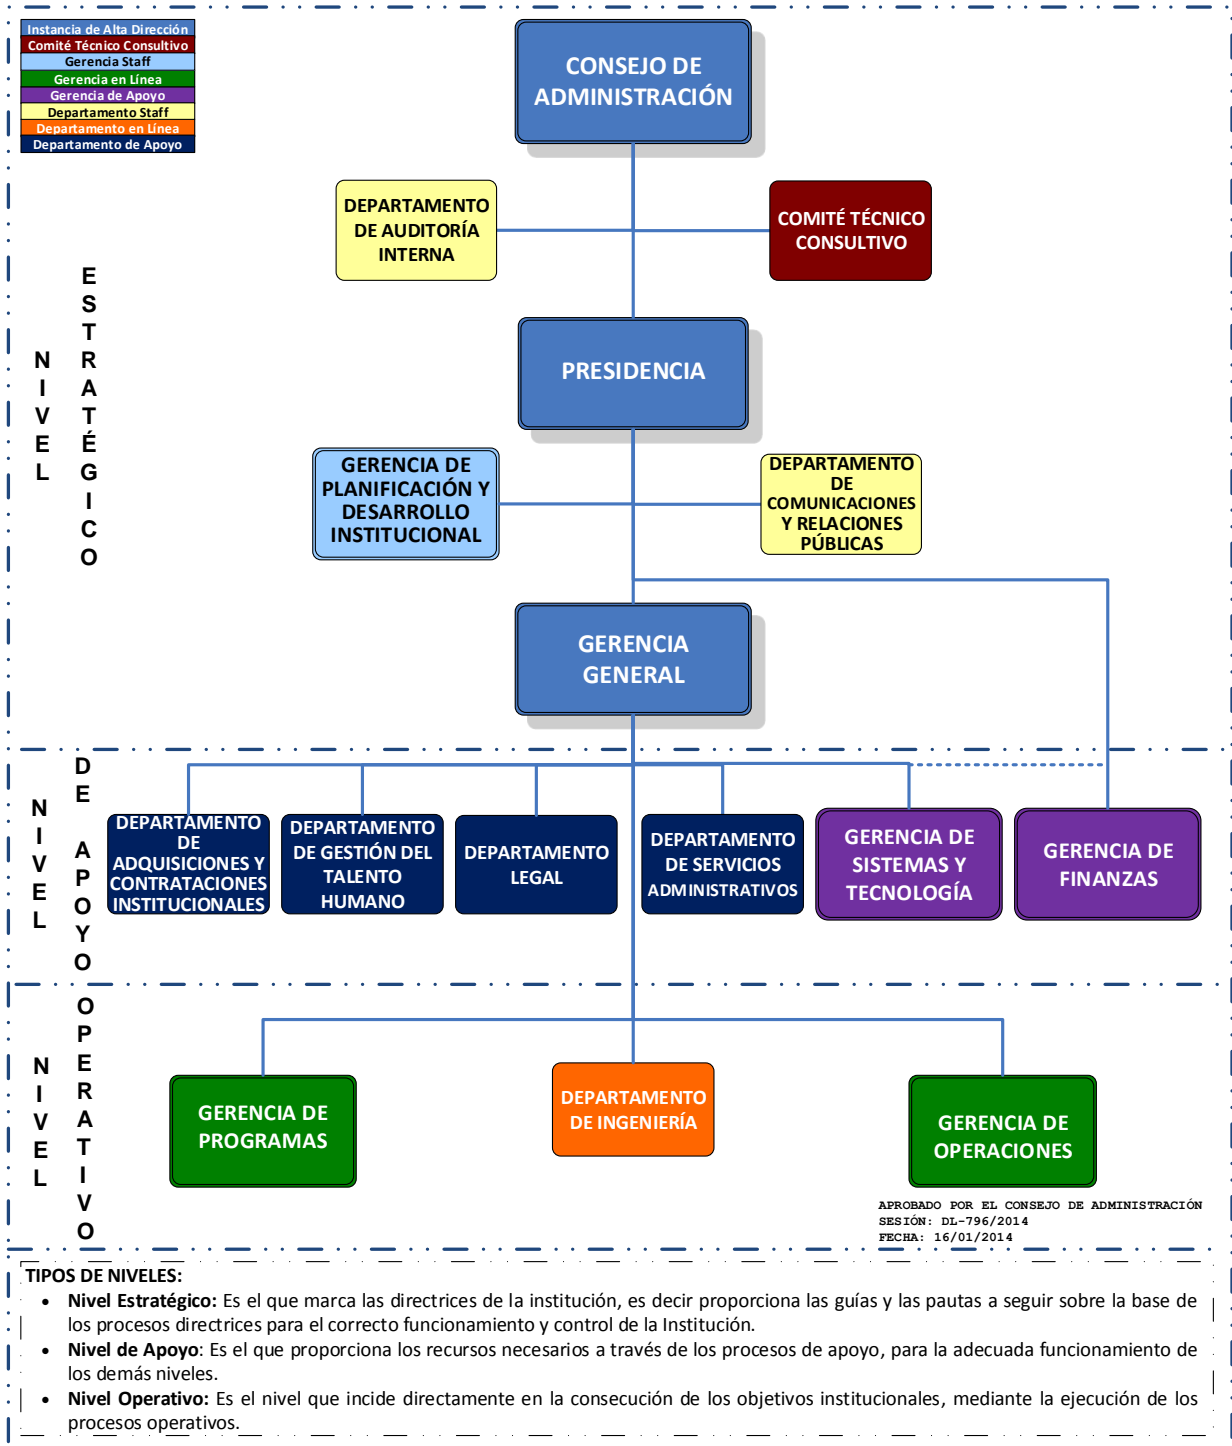 Instancia de Alta Dirección
Comité Técnico Consultivo
Gerencia Staff
Gerencia en Línea
Gerencia de Apoyo
Departamento Staff
Departamento en Línea
Departamento de Apoyo
CONSEJO DE
ADMINISTRACIÓN
DEPARTAMENTO
DE AUDITORÍA
INTERNA
COMITÉ TÉCNICO
CONSULTIVO
NIVEL
ESTRATÉGICO
PRESIDENCIA
GERENCIA DE
PLANIFICACIÓN Y
DESARROLLO
INSTITUCIONAL
DEPARTAMENTO
DE
COMUNICACIONES
Y RELACIONES
PÚBLICAS
GERENCIA
GENERAL
NIVEL
DE APOYO
DEPARTAMENTO
DE
ADQUISICIONES Y
CONTRATACIONES
INSTITUCIONALES
DEPARTAMENTO
DE GESTIÓN DEL
TALENTO
HUMANO
DEPARTAMENTO
LEGAL
DEPARTAMENTO
DE SERVICIOS
ADMINISTRATIVOS
GERENCIA DE
SISTEMAS Y
TECNOLOGÍA
GERENCIA DE
FINANZAS
NIVEL
OPERATIVO
GERENCIA DE
PROGRAMAS
DEPARTAMENTO
DE INGENIERÍA
GERENCIA DE
OPERACIONES
APROBADO POR EL CONSEJO DE ADMINISTRACIÓN
SESIÓN: DL-796/2014
FECHA: 16/01/2014
TIPOS DE NIVELES:
• Nivel Estratégico: Es el que marca las directrices de la institución, es decir proporciona las guías y las pautas a seguir sobre la base de
los procesos directrices para el correcto funcionamiento y control de la Institución.
• Nivel de Apoyo: Es el que proporciona los recursos necesarios a través de los procesos de apoyo, para la adecuada funcionamiento de
los demás niveles.
• Nivel Operativo: Es el nivel que incide directamente en la consecución de los objetivos institucionales, mediante la ejecución de los
procesos operativos.